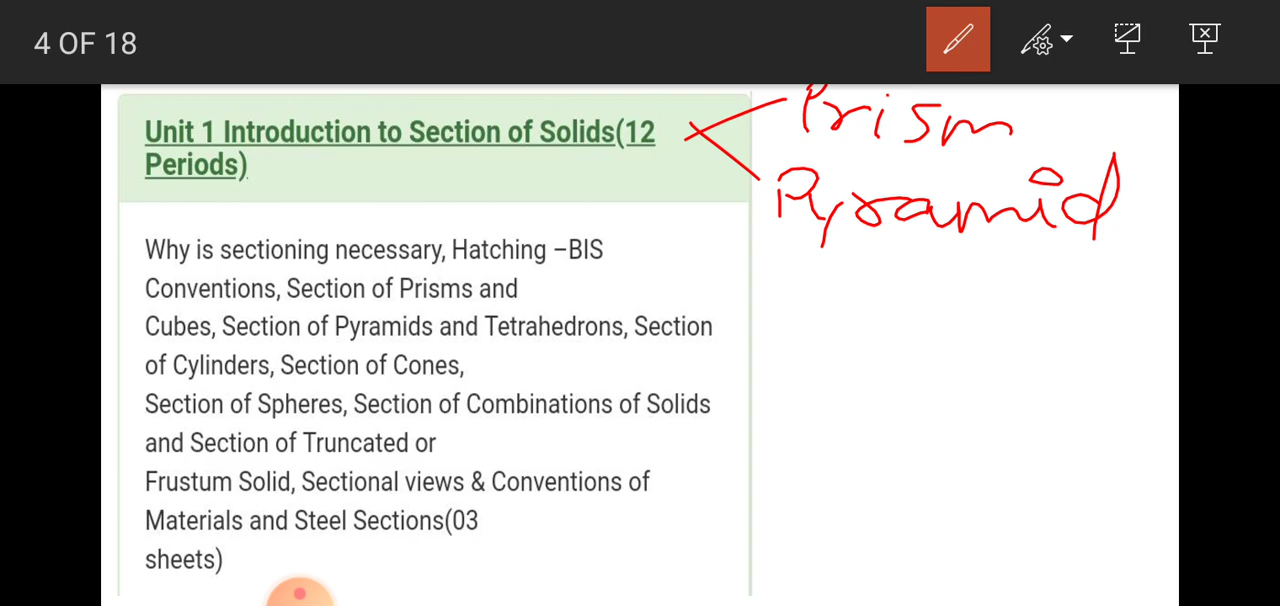 4 OF 18
Unit 1 Introduction to Section of Solids(12
Periods)
Prism
Pyramid
Why is sectioning necessary, Hatching –BIS
Conventions, Section of Prisms and
Cubes, Section of Pyramids and Tetrahedrons, Section
of Cylinders, Section of Cones,
Section of Spheres, Section of Combinations of Solids
and Section of Truncated or
Frustum Solid, Sectional views & Conventions of
Materials and Steel Sections(03
sheets)